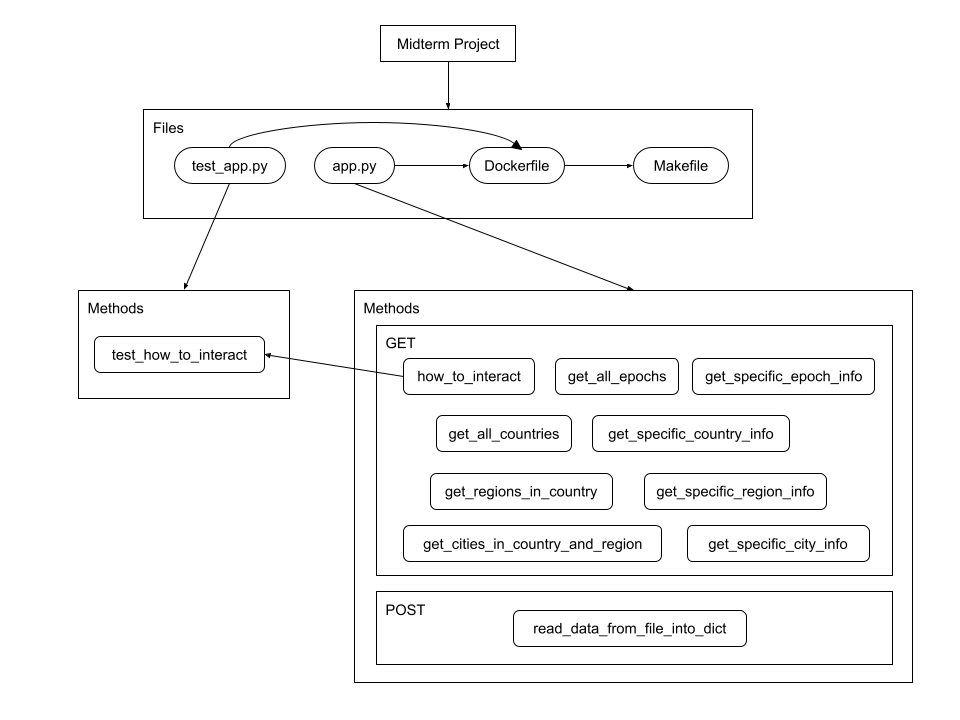 Midterm Project
Files
test_app.py
app.py
Dockerfile
Makefile
Methods
test_how_to_interact
Methods
GET
how_to_interact
get_all_epochs
get_specific_epoch_info
get_all_countries
get_specific_country_info
get_regions_in_country
get_specific_region_info
get_cities_in_country_and_region
get_specific_city_info
POST
read_data_from_file_into_dict